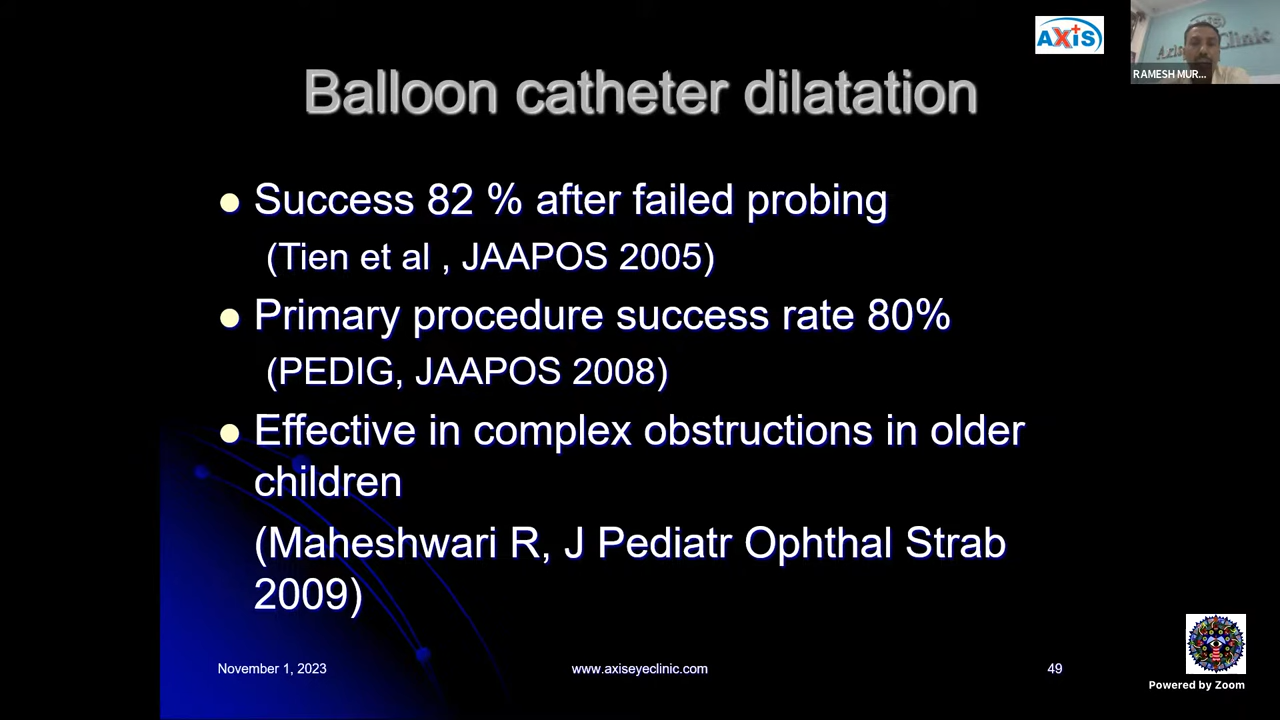 AXIS
RAMESH MUR...
Balloon catheter dilatation
Success 82 % after failed probing
(Tien et al , JAAPOS 2005)
Primary procedure success rate 80%
(PEDIG, JAAPOS 2008)
Effective in complex obstructions in older
children
(Maheshwari R, J Pediatr Ophthal Strab
2009)
November 1, 2023
www.axiseyeclinic.com
49
Powered by Zoom